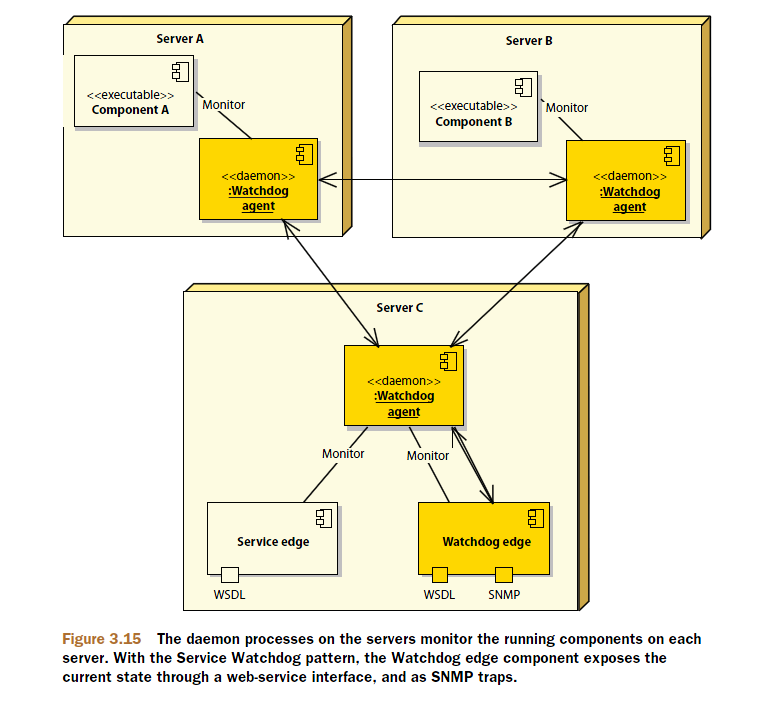 Server A
<<executable>>
Component A
Monitor
<<daemon>>
:Watchdog
agent
Server B
<<executable>>
Component B
Monitor
<<daemon>>
:Watchdog
agent
Server C
<<daemon>>
:Watchdog
agent
Monitor
Monitor
Service edge
WSDL
Watchdog edge
WSDL
SNMP
Figure 3.15 The daemon processes on the servers monitor the running components on each
server. With the Service Watchdog pattern, the Watchdog edge component exposes the
current state through a web-service interface, and as SNMP traps.